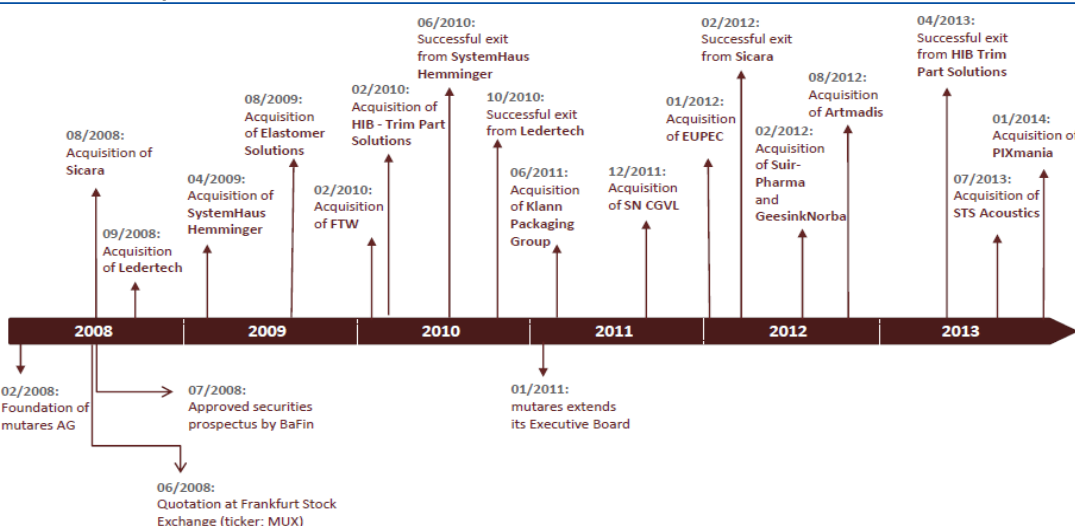 06/2010:
Successful exit
from SystemHaus
Hemminger
02/2012:
Successful exit
from Sicara
04/2013:
Successful exit
from HIB Trim
Part Solutions
08/2009:
Acquisition
of Elastomer
Solutions
02/2010:
Acquisition of
HIB - Trim Part
Solutions
10/2010:
Successful exit
from Ledertech
01/2012:
Acquisition
of EUPEC
08/2012:
Acquisition
of Artmadis
01/2014:
Acquisition of
PIXmania
08/2008:
Acquisition of
Sicara
04/2009:
Acquisition of
SystemHaus
Hemminger
02/2010:
Acquisition
of FTW
06/2011:
Acquisition
of Klann
Packaging
Group
12/2011:
Acquisition
of SN CGVL
02/2012:
Acquisition
of Suir-
Pharma
and
GeesinkNorba
07/2013:
Acquisition of
STS Acoustics
09/2008:
Acquisition
of Ledertech
2008
2009
2010
2011
2012
2013
02/2008:
Foundation of
mutares AG
07/2008:
Approved securities
prospectus by BaFin
01/2011:
mutares extends
its Executive Board
06/2008:
Quotation at Frankfurt Stock
Exchange (ticker: MUX)